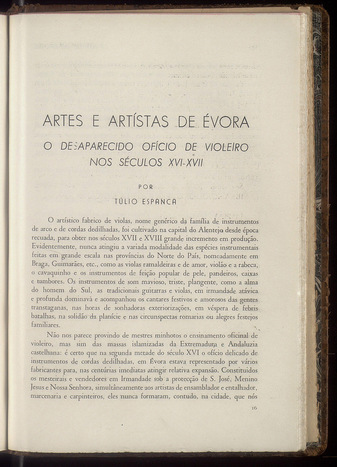 ARTES E ARTÍSTAS DE ÉVORA
O DESAPARECIDO OFÍCIO DE VIOLEIRO
NOS SÉCULOS XVI-XVII
POR
TÚLIO ESPANCA
O artístico fabrico de violas, nome genérico da família de instrumentos
de arco e de cordas dedilhadas, foi cultivado na capital do Alentejo desde época
recuada, para obter nos séculos XVII e XVIII grande incremento em produção.
Evidentemente, nunca atingiu a variada modalidade das espécies instrumentais
feitas em grande escala nas províncias do Norte do País, nomeadamente em
Braga, Guimarães, etc., como as violas ramaldeiras e de amor, violão e a rabeca,
o cavaquinho e os instrumentos de feição popular de pele, pandeiros, caixas
e tambores. Os instrumentos de som mavioso, triste, plangente, como a alma
do homem do Sul, as tradicionais guitarras e violas, em irmandade atávica
e profunda dominará e acompanhou os cantares festivos e amorosos das gentes
transtaganas, nas horas de sonhadoras exteriorizações, em véspera de febris
batalhas, na solidão da planície e nas circunspectas romarias ou alegres festejos
familiares.
Não nos parece provindo de mestres minhotos o ensinamento oficinal de
violeiro, mas sim das massas islamizadas da Extremadura e Andaluzia
castelhana: é certo que na segunda metade do século XVI o ofício dedicado de
instrumentos de cordas dedilhadas, em Évora estava representado por vários
fabricantes para, nas centúrias imediatas atingir relativa expansão. Constituídos
os mesteirais e vendedores em Irmandade sob a protecção de S. José, Menino
Jesus e Nossa Senhora, simultâneamente aos artistas de ensamblador e entalhador,
marcenaria e carpinteiros, eles nunca formaram, contudo, na cidade, que nós